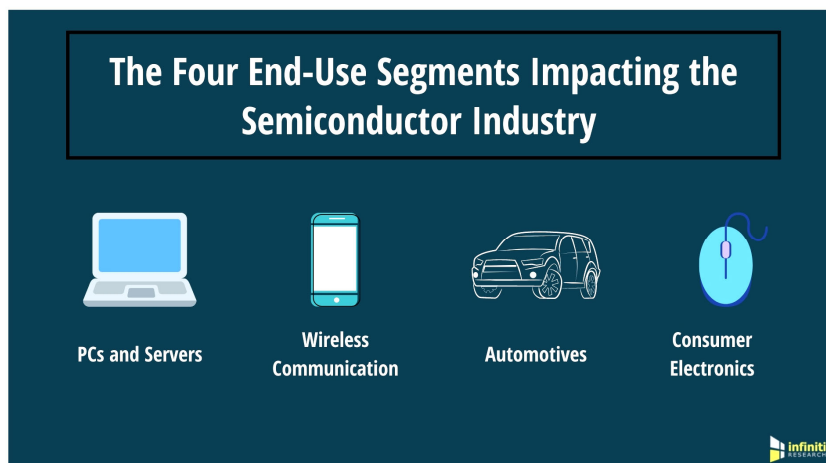 The Four End-Use Segments Impacting the
Semiconductor Industry
PCs and Servers
Wireless
Communication
Automotives
Consumer
Electronics
infiniti
RESEARCH